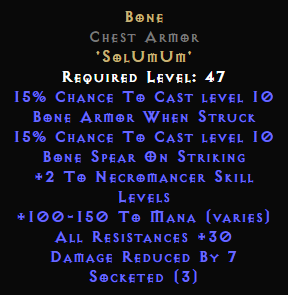 Bone
Chest Armor
'SolUmUm'
Required Level: 47
15% Chance To Cast level 10
Bone Armor When Struck
15% Chance To Cast level 10
Bone Spear On Striking
+2 To Necromancer Skill
Levels
+100-150 To Mana (varies)
All Resistances +30
Damage Reduced By 7
Socketed (3)